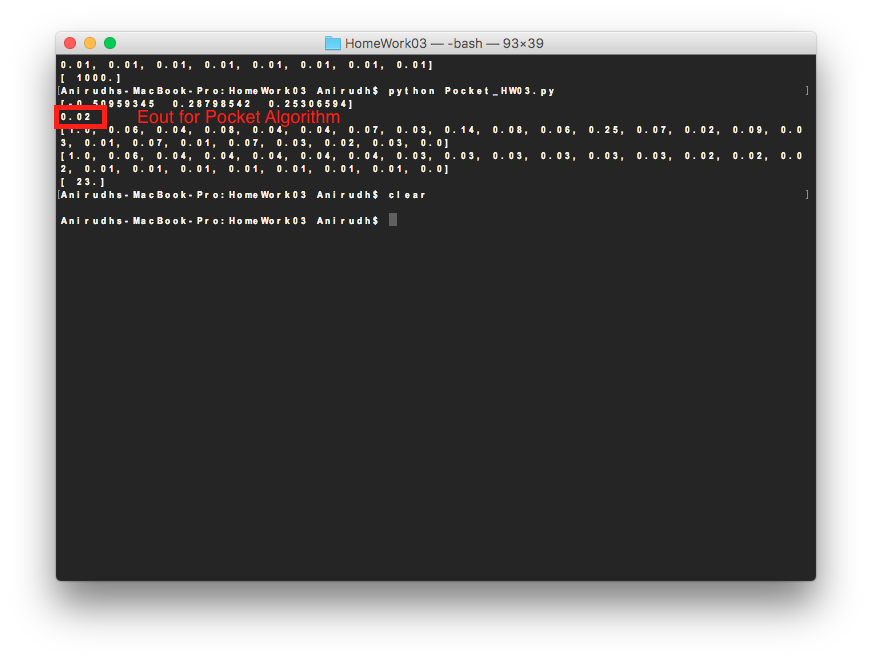 HomeWork03 — -bash — 93×39
0.01, 0.01, 0.01, 0.01, 0.01, 0.01, 0.01, 0.01]
[ 1000.]
[Anirudhs-MacBook-Pro:HomeWork03 Anirudh$ python Pocket_HW03.py ]
[-0.50959345 0.28798542 0.25306594]
0.02 Eout for Pocket Algorithm
[1.0, 0.06, 0.04, 0.08, 0.04, 0.04, 0.07, 0.03, 0.14, 0.08, 0.06, 0.25, 0.07, 0.02, 0.09, 0.0
3, 0.01, 0.07, 0.01, 0.07, 0.03, 0.02, 0.03, 0.0]
[1.0, 0.06, 0.04, 0.04, 0.04, 0.04, 0.04, 0.03, 0.03, 0.03, 0.03, 0.03, 0.03, 0.02, 0.02, 0.0
2, 0.01, 0.01, 0.01, 0.01, 0.01, 0.01, 0.01, 0.0]
[ 23.]
[Anirudhs-MacBook-Pro:HomeWork03 Anirudh$ clear ]
Anirudhs-MacBook-Pro:HomeWork03 Anirudh$